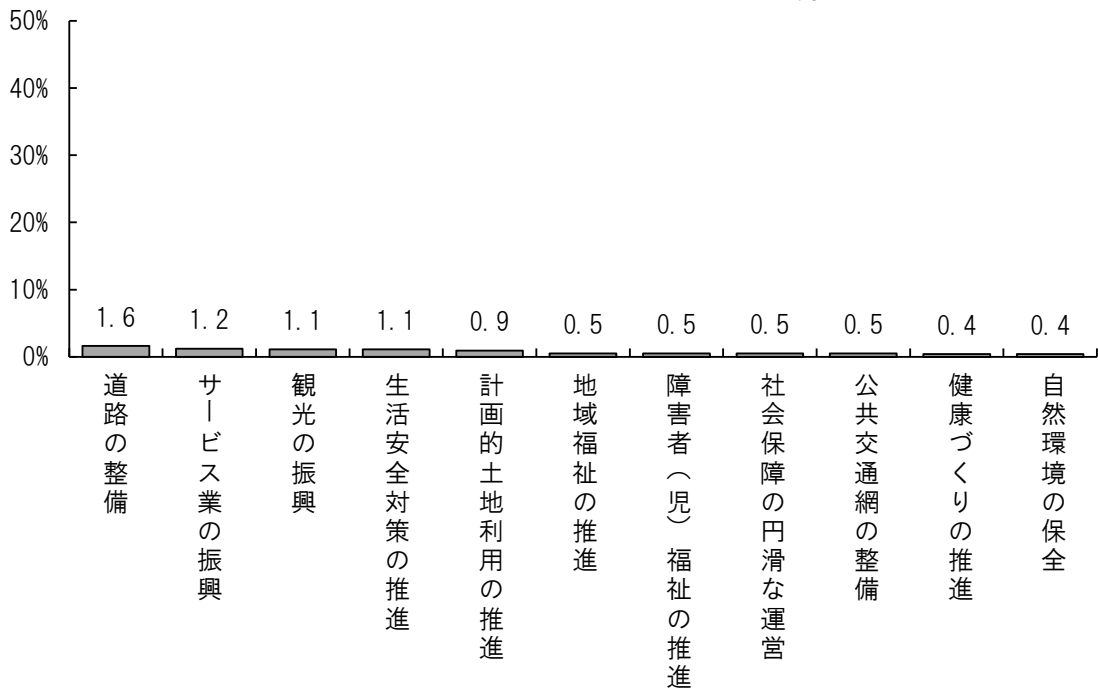 50%
40%
30%
20%
10%
0%
1.6
1.2
1.1
1.1
0.9
0.5
0.5
0.5
0.5
0.4
0.4
道路の整備
サービス業の振興
観光の振興
生活安全対策の推進
計画的土地利用の推進
地域福祉の推進
障害者（児）福祉の推進
社会保障の円滑な運営
公共交通網の整備
健康づくりの推進
自然環境の保全